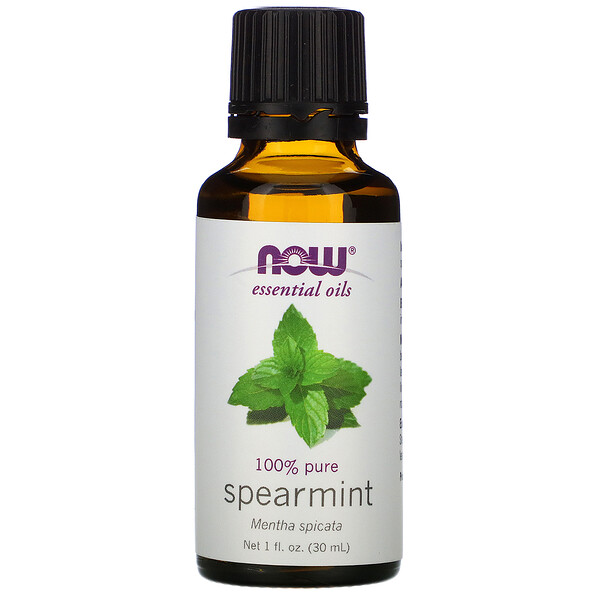 NOW®
essential oils
100% pure
spearmint
Mentha spicata
Net 1 fl. oz. (30 mL)